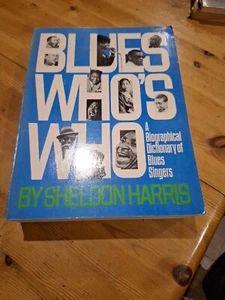 BLUES
WHO'S
WHO
A
Biographical
Dictionary of
Blues
Singers
BY SHELDON HARRIS